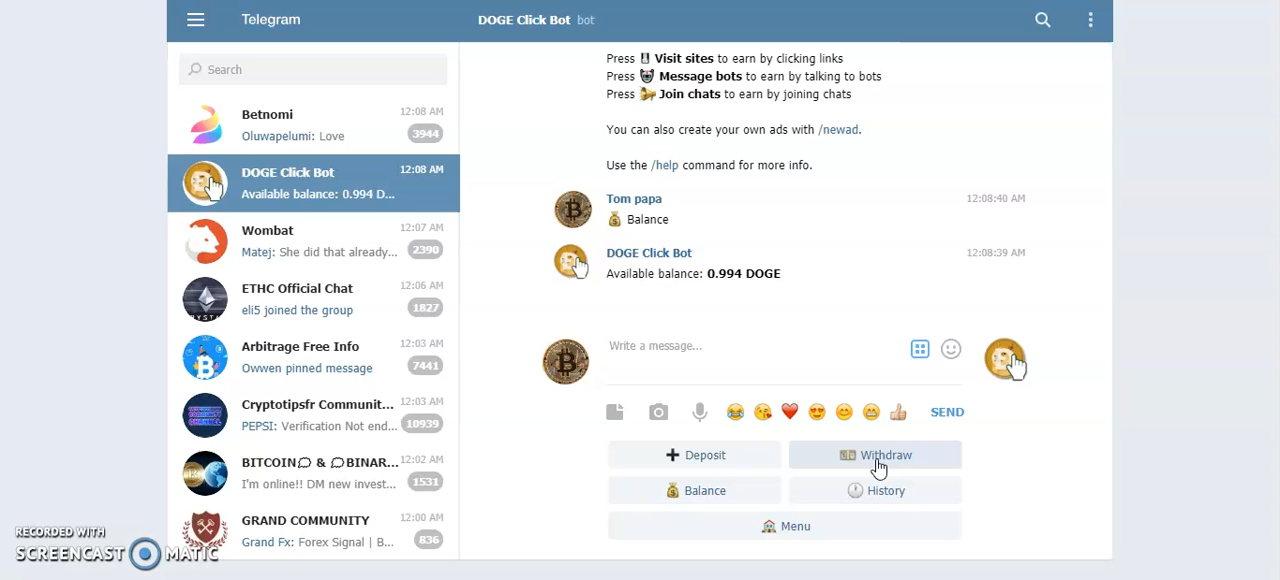 Telegram
DOGE Click Bot bot
Search
Betnomi 12:08 AM
Oluwapelumi: Love 3944
DOGE Click Bot 12:08 AM
Available balance: 0.994 D...
Wombat 12:07 AM
Matej: She did that already... 2390
ETHC Official Chat 12:06 AM
eli5 joined the group 1827
Arbitrage Free Info 12:03 AM
Owwen pinned message 7441
Cryptotipsfr Communit... 12:03 AM
PEPSI: Verification Not end... 10939
BITCOIN💭 & 💭BINAR... 12:02 AM
I'm online!! DM new invest... 1531
GRAND COMMUNITY 12:00 AM
Grand Fx: Forex Signal | B... 836
Press Visit sites to earn by clicking links
Press Message bots to earn by talking to bots
Press Join chats to earn by joining chats
You can also create your own ads with /newad.
Use the /help command for more info.
Tom papa 12:08:40 AM
💰 Balance
DOGE Click Bot 12:08:39 AM
Available balance: 0.994 DOGE
Write a message...
SEND
➕ Deposit
💵 Withdraw
💰 Balance
🕔 History
🏠 Menu
RECORDED WITH
SCREENCAST MATIC